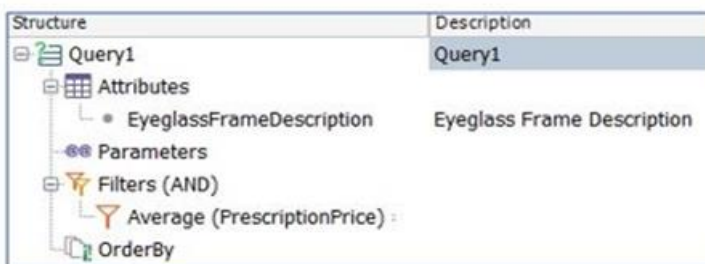 Structure Description
Query1 Query1
Attributes
EyeglassFrameDescription Eyeglass Frame Description
Parameters
Filters (AND)
Average (PrescriptionPrice) :
OrderBy